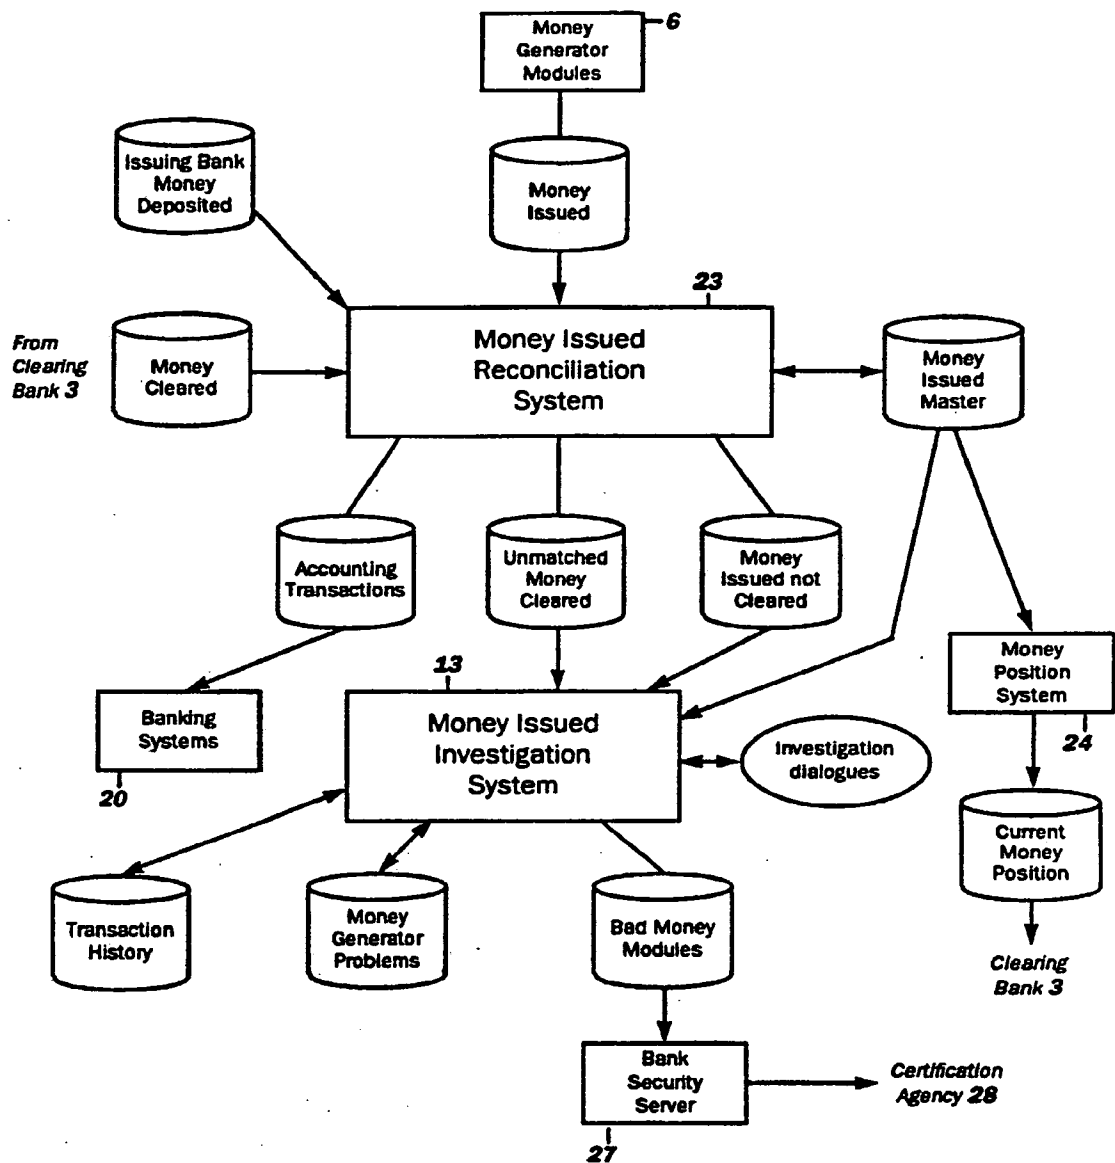 Money
Generator
Modules
6
Issuing Bank
Money
Deposited
Money
Issued
23
From
Clearing
Bank 3
Money
Cleared
Money Issued
Reconciliation
System
Money
Issued
Master
Accounting
Transactions
Unmatched
Money
Cleared
Money
Issued not
Cleared
13
Banking
Systems
20
Money Issued
Investigation
System
Investigation
dialogues
Money
Position
System
24
Current
Money
Position
Transaction
History
Money
Generator
Problems
Bad Money
Modules
Clearing
Bank 3
Bank
Security
Server
27
Certification
Agency 28